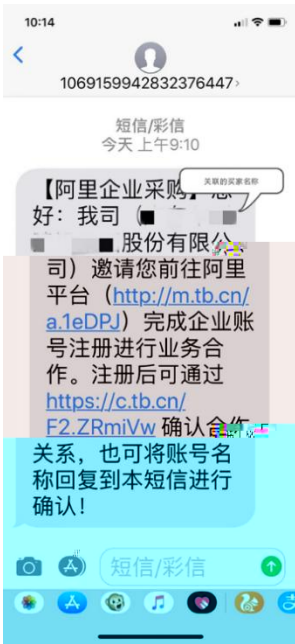 10:14
1069159942832376447
短信/彩信
今天 上午9:10
关联的买家名称
【阿里企业采购】您
好：我司（
股份有限公
司）邀请您前往阿里
平台（http://m.tb.cn/
a.1eDPJ）完成企业账
号注册进行业务合
作。注册后可通过
https://c.tb.cn/
F2.ZRmiVw 确认合作
关系，也可将账号名
称回复到本短信进行
确认！
短信/彩信